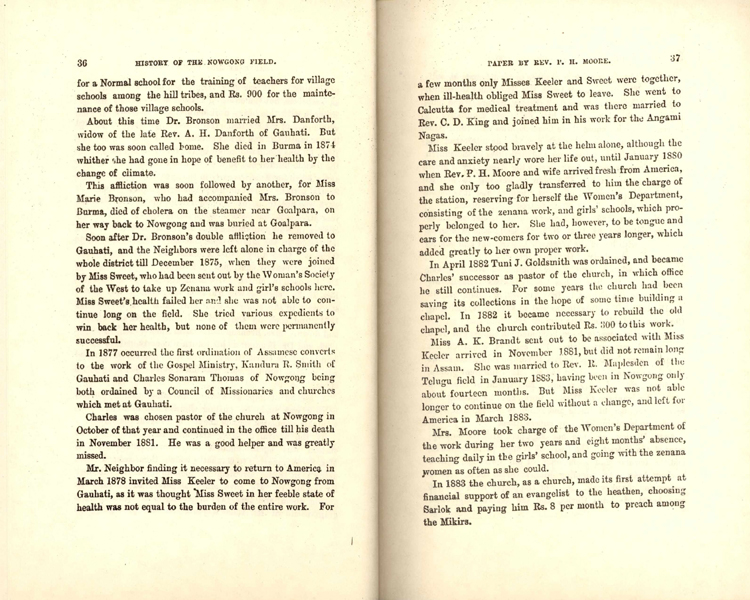 36 HISTORY OF THE NOWGONG FIELD.
for a Normal school for the training of teachers for village
schools among the hill tribes, and Rs. 900 for the mainte-
nance of those village schools.
About this time Dr. Bronson married Mrs. Danforth,
widow of the late Rev. A. H. Danforth of Gauhati. But
she too was soon called home. She died in Burma in 1874
whither she had gone in hope of benefit to her health by the
change of climate.
This affliction was soon followed by another, for Miss
Marie Bronson, who had accompanied Mrs. Bronson to
Burma, died of cholera on the steamer near Goalpara, on
her way back to Nowgong and was buried at Goalpara.
Soon after Dr. Bronson's double affliction he removed to
Gauhati, and the Neighbors were left alone in charge of the
whole district till December 1875, when they were joined
by Miss Sweet, who had been sent out by the Woman's Society
of the West to take up Zenana work and girl's schools here.
Miss Sweet's health failed her and she was not able to con-
tinue long on the field. She tried various expedients to
win back her health, but none of them were permanently
successful.
In 1877 occurred the first ordination of Assamese converts
to the work of the Gospel Ministry, Kandura R. Smith of
Gauhati and Charles Sonaram Thomas of Nowgong being
both ordained by a Council of Missionaries and churches
which met at Gauhati.
Charles was chosen pastor of the church at Nowgong in
October of that year and continued in the office till his death
in November 1881. He was a good helper and was greatly
missed.
Mr. Neighbor finding it necessary to return to America in
March 1878 invited Miss Keeler to come to Nowgong from
Gauhati, as it was thought Miss Sweet in her feeble state of
health was not equal to the burden of the entire work. For
PAPER BY REV. P. H. MOORE. 37
a few months only Misses Keeler and Sweet were together,
when ill-health obliged Miss Sweet to leave. She went to
Calcutta for medical treatment and was there married to
Rev. C. D. King and joined him in his work for the Angami
Nagas.
Miss Keeler stood bravely at the helm alone, although the
care and anxiety nearly wore her life out, until January 1880
when Rev. P. H. Moore and wife arrived fresh from America,
and she only too gladly transferred to him the charge of
the station, reserving for herself the Women's Department,
consisting of the zenana work, and girls' schools, which pro-
perly belonged to her. She had, however, to be tongue and
ears for the new-comers for two or three years longer, which
added greatly to her own proper work.
In April 1882 Tuni J. Goldsmith was ordained, and became
Charles' successor as pastor of the church, in which office
he still continues. For some years the church had been
saving its collections in the hope of some time building a
chapel. In 1882 it became necessary to rebuild the old
chapel, and the church contributed Rs. 300 to this work.
Miss A. K. Brandt sent out to be associated with Miss
Keeler arrived in November 1881, but did not remain long
in Assam. She was married to Rev. R. Maplesden of the
Telugu field in January 1883, having been in Nowgong only
about fourteen months. But Miss Keeler was not able
longer to continue on the field without a change, and left for
America in March 1883.
Mrs. Moore took charge of the Women's Department of
the work during her two years and eight months' absence,
teaching daily in the girls' school, and going with the zenana
women as often as she could.
In 1883 the church, as a church, made its first attempt at
financial support of an evangelist to the heathen, choosing
Sarlok and paying him Rs. 8 per month to preach among
the Mikirs.